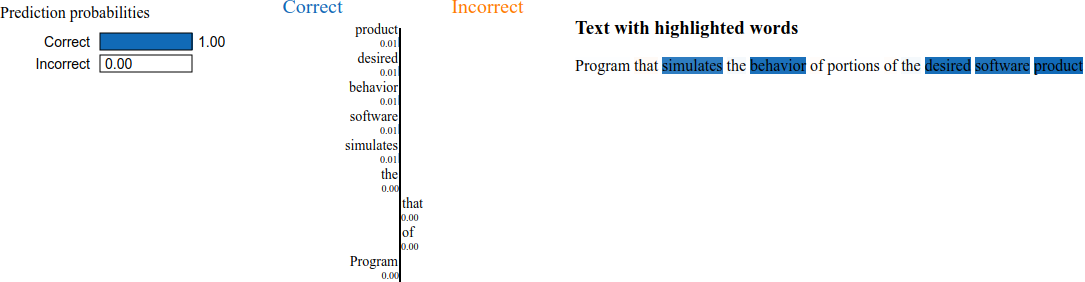 Prediction probabilities
Correct 1.00
Incorrect 0.00
Correct Incorrect
product
0.01
desired
0.01
behavior
0.01
software
0.01
simulates
0.01
the
0.00
that
0.00
of
0.00
Program
0.00
Text with highlighted words
Program that simulates the behavior of portions of the desired software product